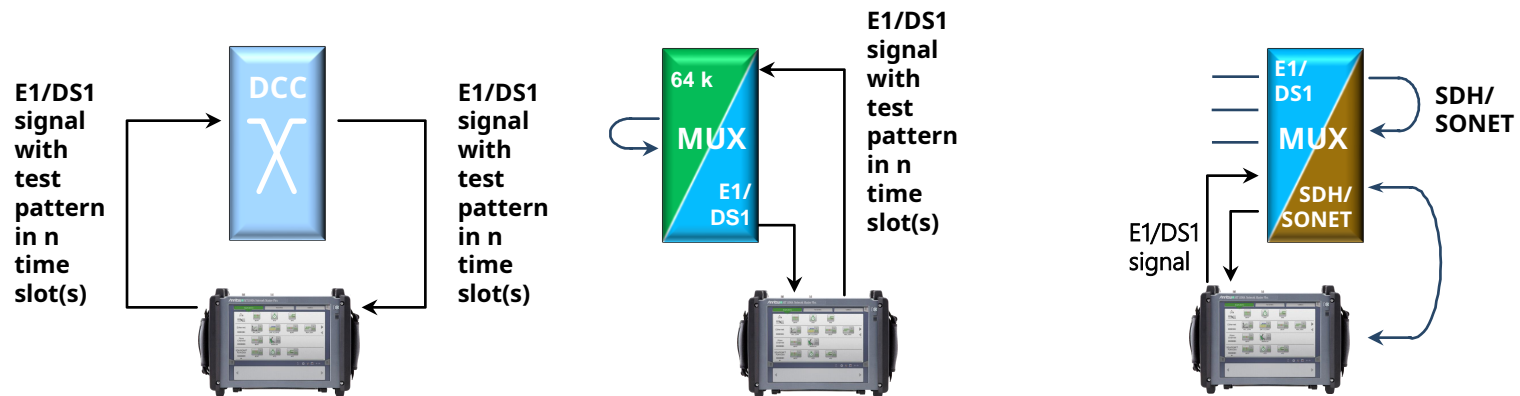 E1/DS1
signal
with
test
pattern
in n
time
slot(s)
DCC
E1/DS1
signal
with
test
pattern
in n
time
slot(s)
64 k
MUX
E1/
DS1
E1/DS1
signal
with
test
pattern
in n
time
slot(s)
E1/
DS1
MUX
SDH/
SONET
SDH/
SONET
E1/DS1
signal